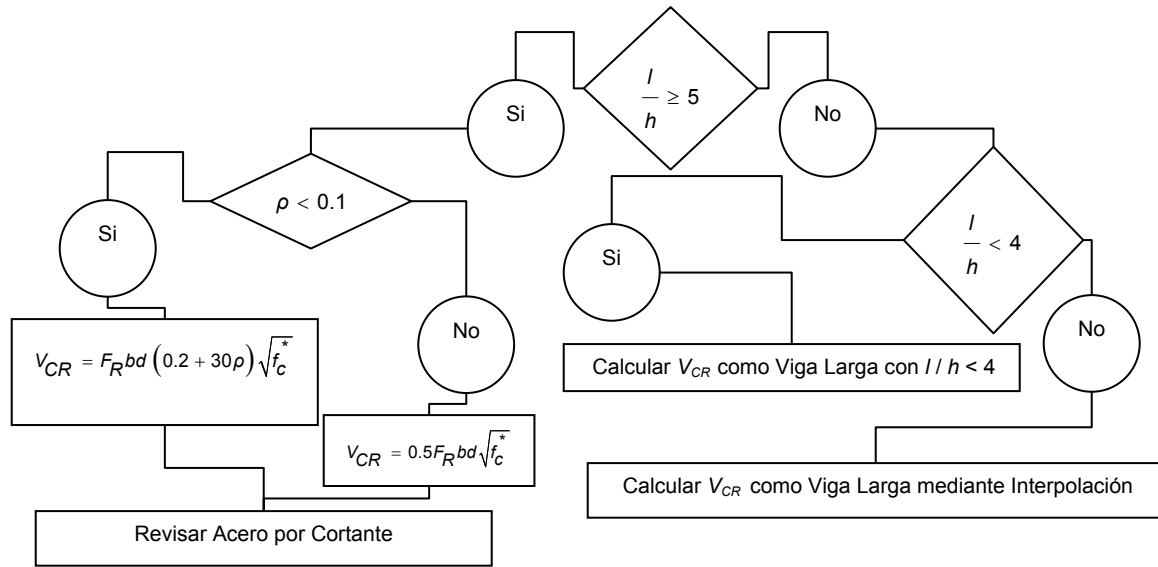 l / h ≥ 5
Si
No
ρ < 0.1
l / h < 4
Si
Si
No
No
V_CR = F_R bd (0.2 + 30ρ) √f_c^*
Calcular V_CR como Viga Larga con l / h < 4
V_CR = 0.5F_R bd √f_c^*
Calcular V_CR como Viga Larga mediante Interpolación
Revisar Acero por Cortante